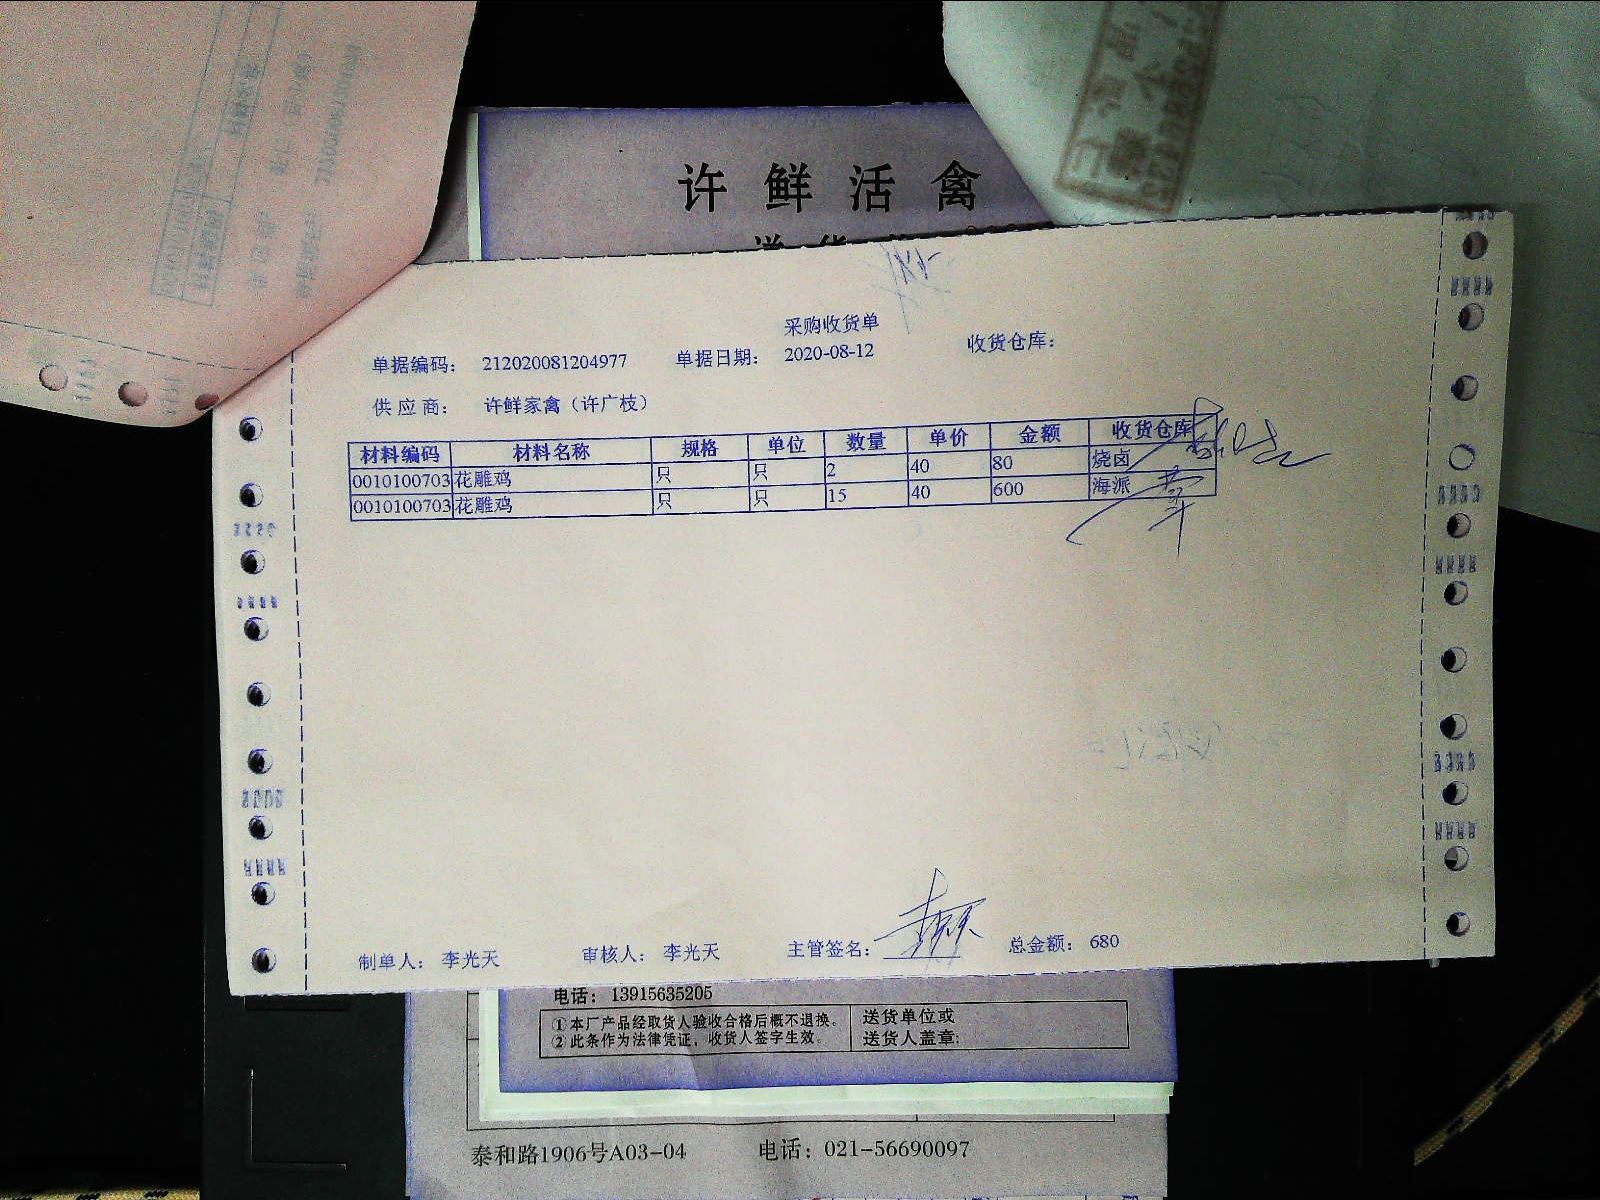 许鲜活禽
采购收货单
单据编码： 212020081204977 单据日期： 2020-08-12 收货仓库：
供应商： 许鲜家禽（许广枝）
材料编码 材料名称 规格 单位 数量 单价 金额 收货仓库
0010100703 花雕鸡 只 只 2 40 80 烧卤
0010100703 花雕鸡 只 只 15 40 600 海派
制单人： 李光天 审核人： 李光天 主管签名： 总金额： 680
电话： 13915635205
①本厂产品经取货人验收合格后概不退换。 送货单位或
②此条作为法律凭证，收货人签字生效。 送货人盖章:
泰和路1906号A03-04 电话：021-56690097